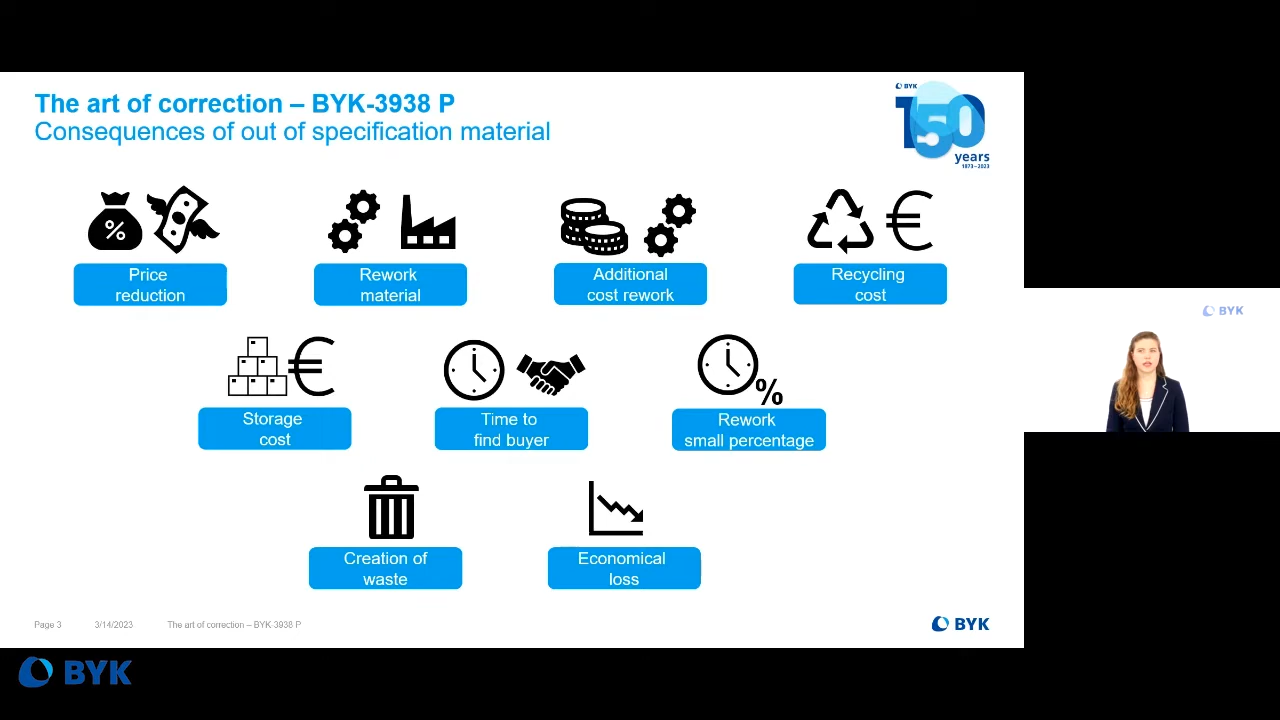 The art of correction – BYK-3938 P
Consequences of out of specification material
BYK
150
years
1873–2023
%
Price
reduction
Rework
material
Additional
cost rework
€
Recycling
cost
€
Storage
cost
Time to
find buyer
%
Rework
small percentage
Creation of
waste
Economical
loss
Page 3
3/14/2023
The art of correction – BYK-3938 P
BYK
BYK
BYK